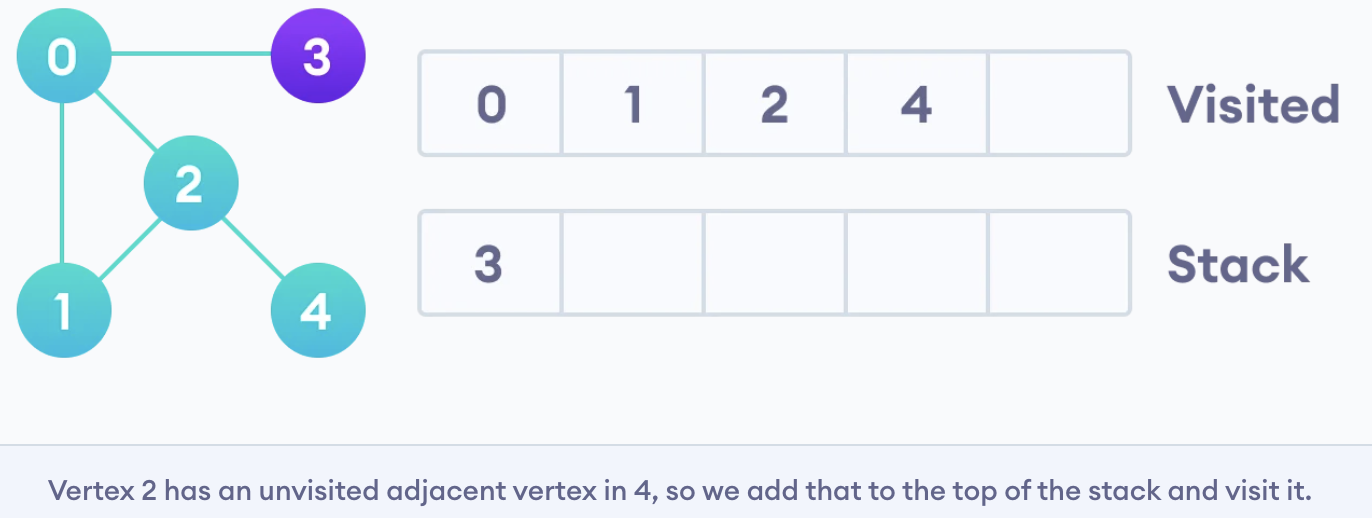 0 3
0 1 2 4 Visited
2
3 Stack
1 4
Vertex 2 has an unvisited adjacent vertex in 4, so we add that to the top of the stack and visit it.